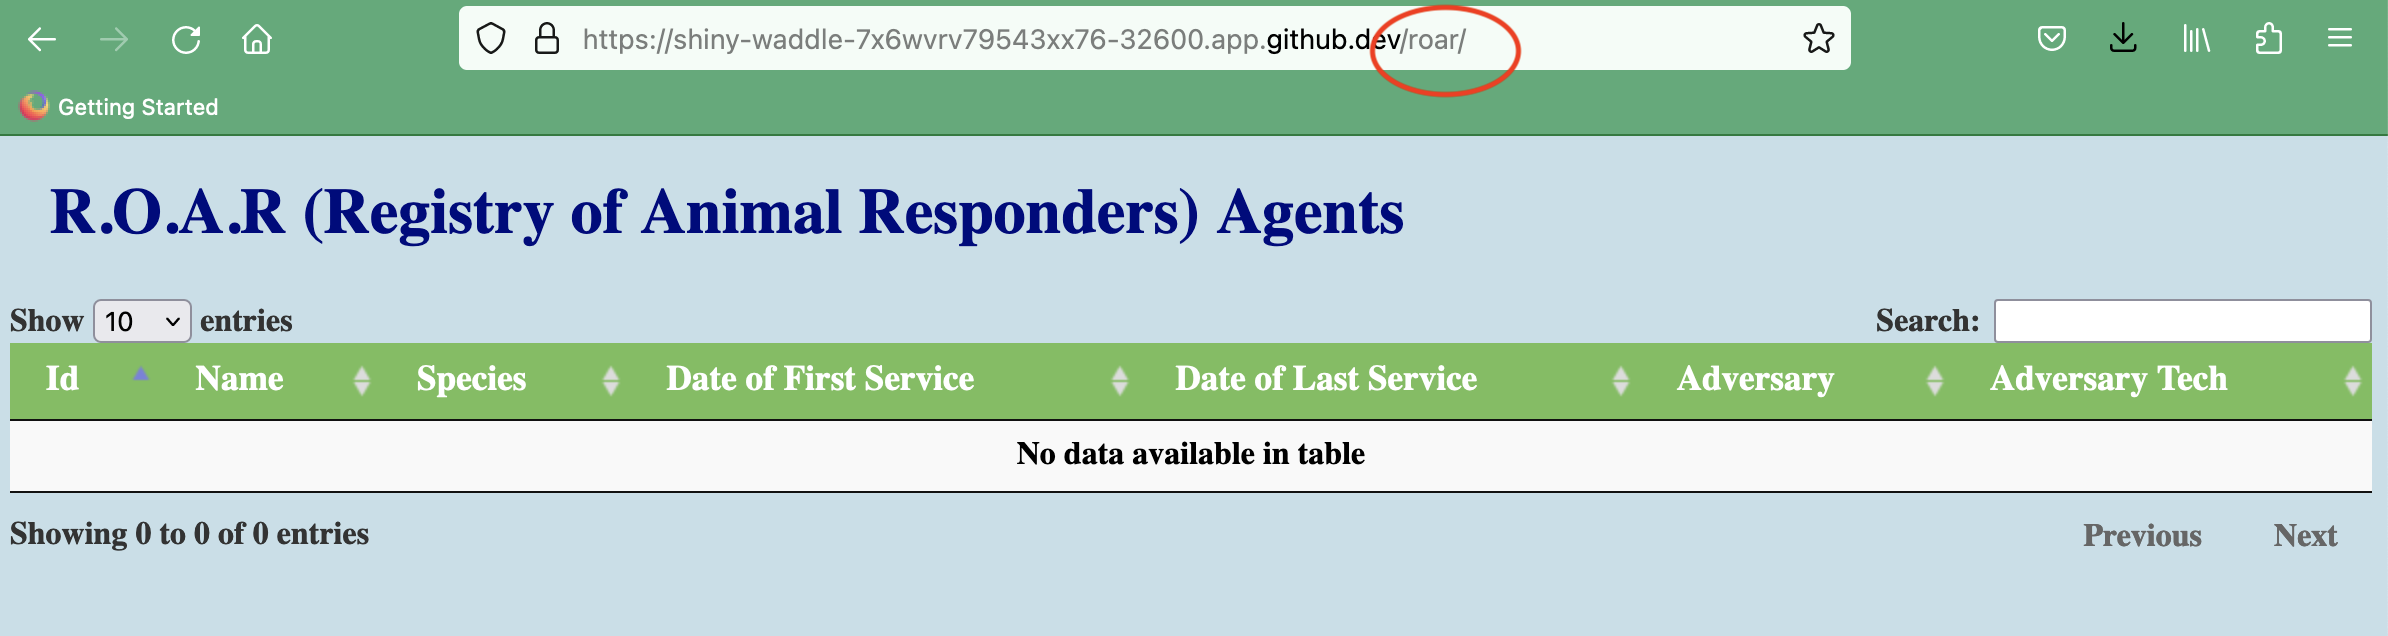 https://shiny-waddle-7x6wvrv79543xx76-32600.app.github.dev/roar/
Getting Started
R.O.A.R (Registry of Animal Responders) Agents
Show 10 entries Search:
Id Name Species Date of First Service Date of Last Service Adversary Adversary Tech
No data available in table
Showing 0 to 0 of 0 entries Previous Next